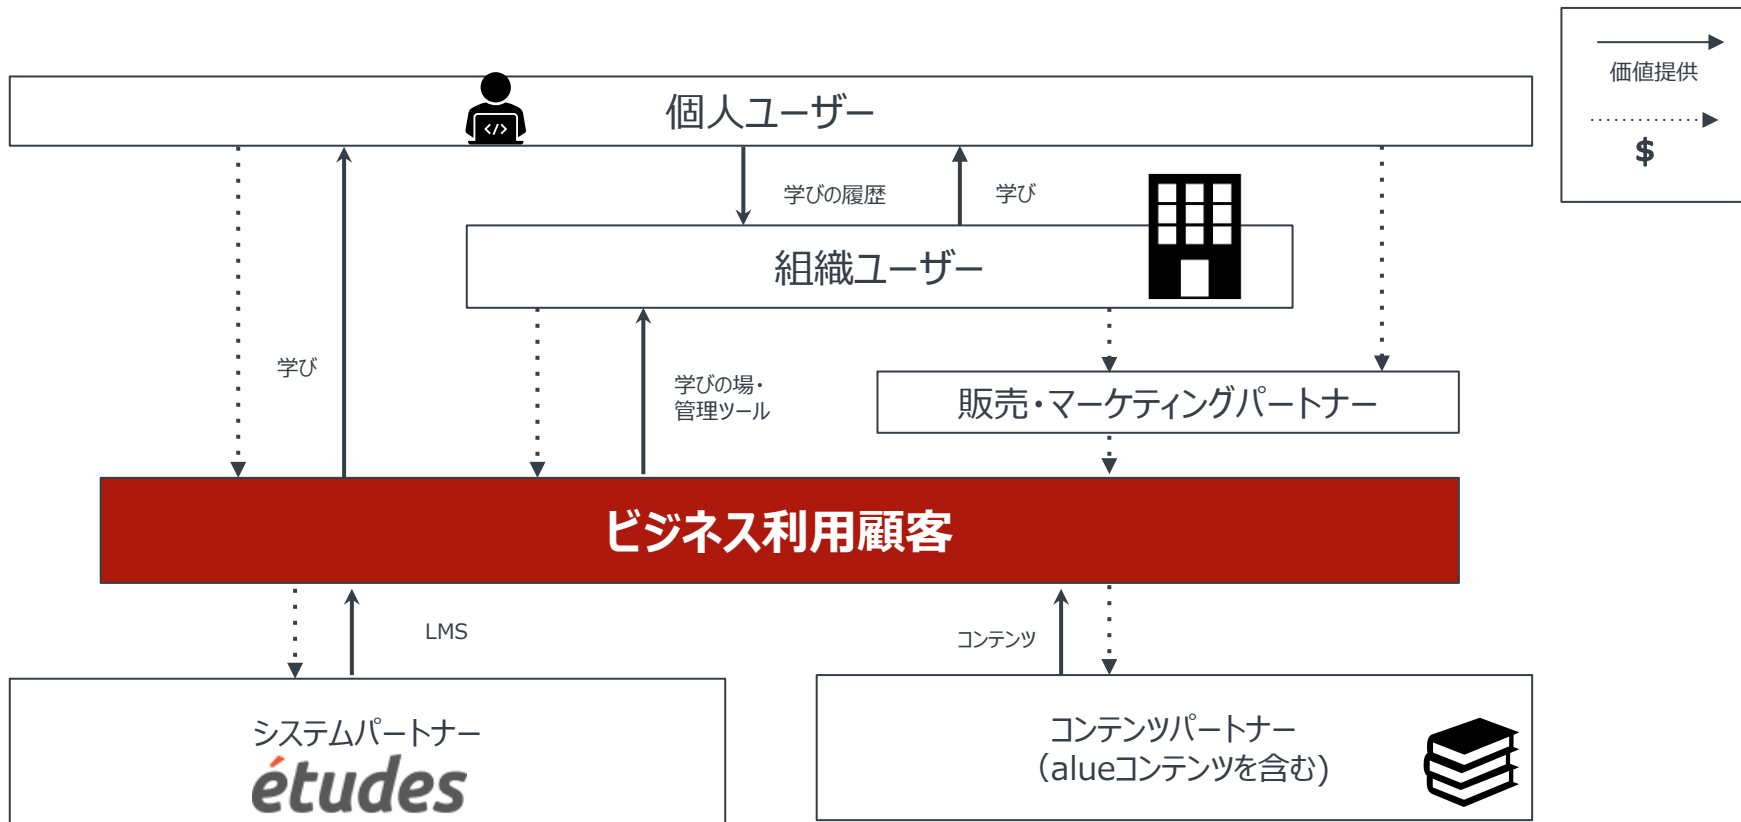 価値提供
$
個人ユーザー
</>
学びの履歴
学び
組織ユーザー
学び
学びの場・
管理ツール
販売・マーケティングパートナー
ビジネス利用顧客
LMS
コンテンツ
システムパートナー
études
コンテンツパートナー
（alueコンテンツを含む)